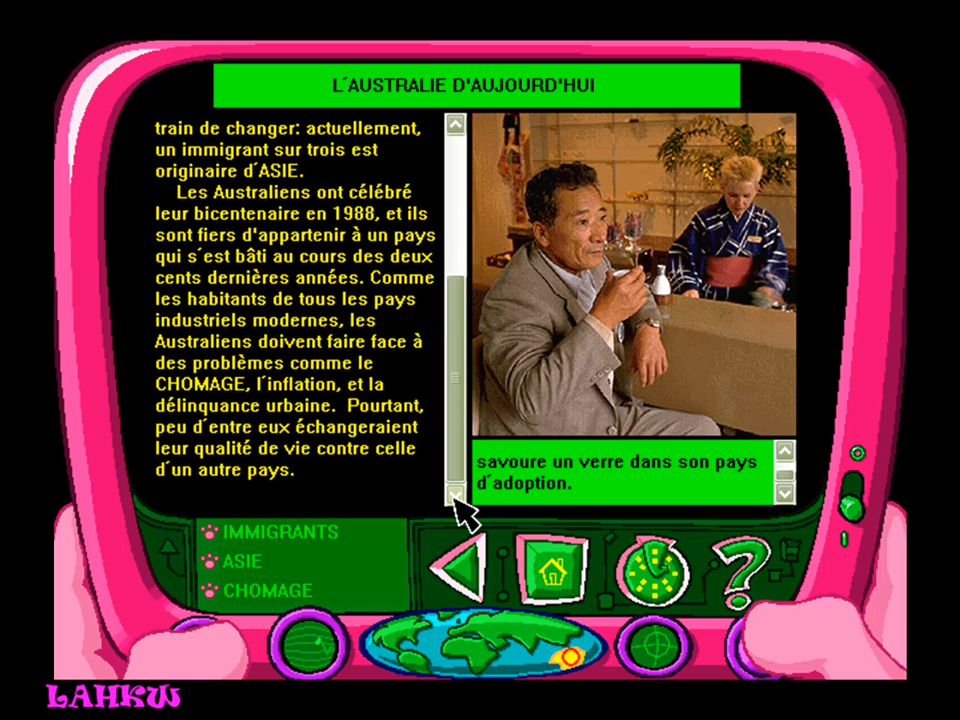 L´AUSTRALIE D'AUJOURD'HUI
train de changer: actuellement,
un immigrant sur trois est
originaire d´ASIE.
Les Australiens ont célébré
leur bicentenaire en 1988, et ils
sont fiers d'appartenir à un pays
qui s´est bâti au cours des deux
cents dernières années. Comme
les habitants de tous les pays
industriels modernes, les
Australiens doivent faire face à
des problèmes comme le
CHOMAGE, l´inflation, et la
délinquance urbaine. Pourtant,
peu d´entre eux échangeraient
leur qualité de vie contre celle
d´un autre pays.
savoure un verre dans son pays
d´adoption.
IMMIGRANTS
ASIE
CHOMAGE
?
LAHKW